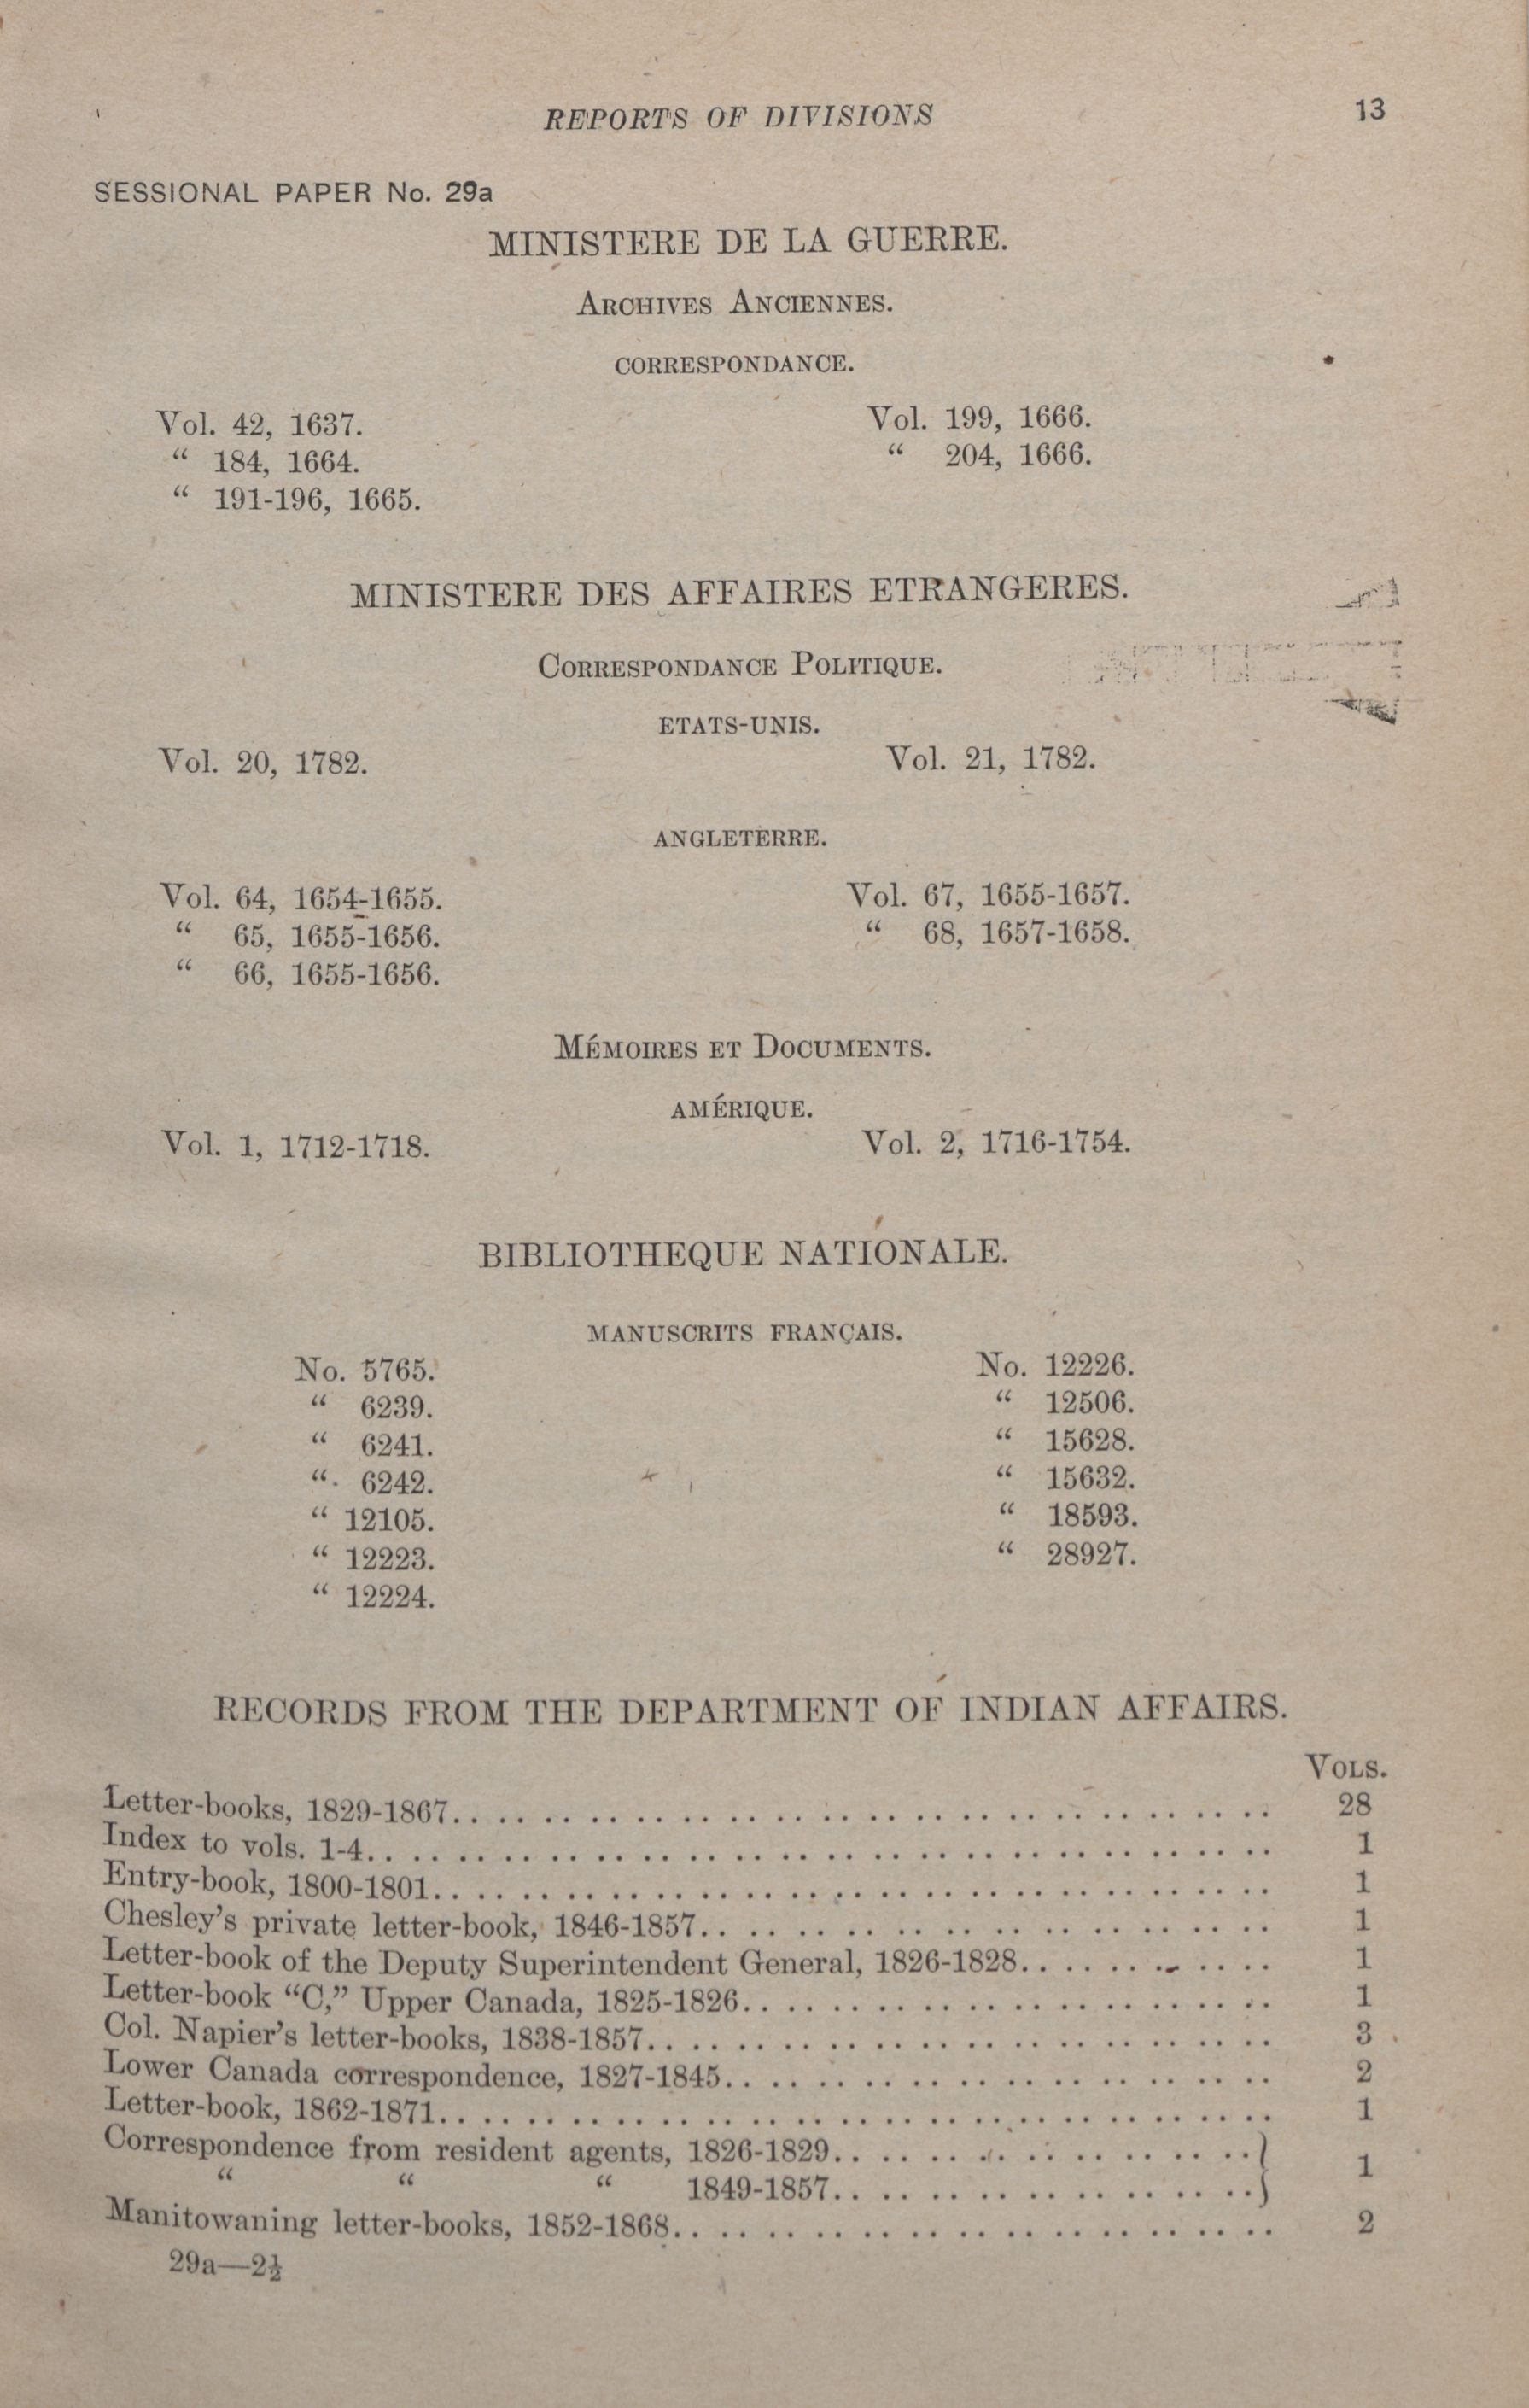 REPORTS OF DIVISIONS 13
SESSIONAL PAPER No. 29a
MINISTERE DE LA GUERRE.
ARCHIVES ANCIENNES.
CORRESPONDANCE.
Vol. 42, 1637.
“ 184, 1664.
“ 191-196, 1665.
Vol. 199, 1666.
“ 204, 1666.
MINISTERE DES AFFAIRES ETRANGERES.
CORRESPONDANCE POLITIQUE.
ETATS-UNIS.
Vol. 20, 1782.
Vol. 21, 1782.
ANGLETERRE.
Vol. 64, 1654-1655.
“ 65, 1655-1656.
“ 66, 1655-1656.
Vol. 67, 1655-1657.
“ 68, 1657-1658.
MÉMOIRES ET DOCUMENTS.
AMÉRIQUE.
Vol. 1, 1712-1718.
Vol. 2, 1716-1754.
BIBLIOTHEQUE NATIONALE.
MANUSCRITS FRANÇAIS.
No. 5765.
“ 6239.
“ 6241.
“ 6242.
“ 12105.
“ 12223.
“ 12224.
No. 12226.
“ 12506.
“ 15628.
“ 15632.
“ 18593.
“ 28927.
RECORDS FROM THE DEPARTMENT OF INDIAN AFFAIRS.
VOLS.
Letter-books, 1829-1867. . . . . . . . . . 28
Index to vols. 1-4. . . . . . . . . . 1
Entry-book, 1800-1801. . . . . . . . . . 1
Chesley's private letter-book, 1846-1857. . . . . . . . . . 1
Letter-book of the Deputy Superintendent General, 1826-1828. . . . . . . . . . 1
Letter-book “C,” Upper Canada, 1825-1826. . . . . . . . . . 1
Col. Napier's letter-books, 1838-1857. . . . . . . . . . 3
Lower Canada correspondence, 1827-1845. . . . . . . . . . 2
Letter-book, 1862-1871. . . . . . . . . . 1
Correspondence from resident agents, 1826-1829. . . . . . . . . . }
“ “ “ 1849-1857. . . . . . . . . . } 1
Manitowaning letter-books, 1852-1868. . . . . . . . . . 2
29a—2½